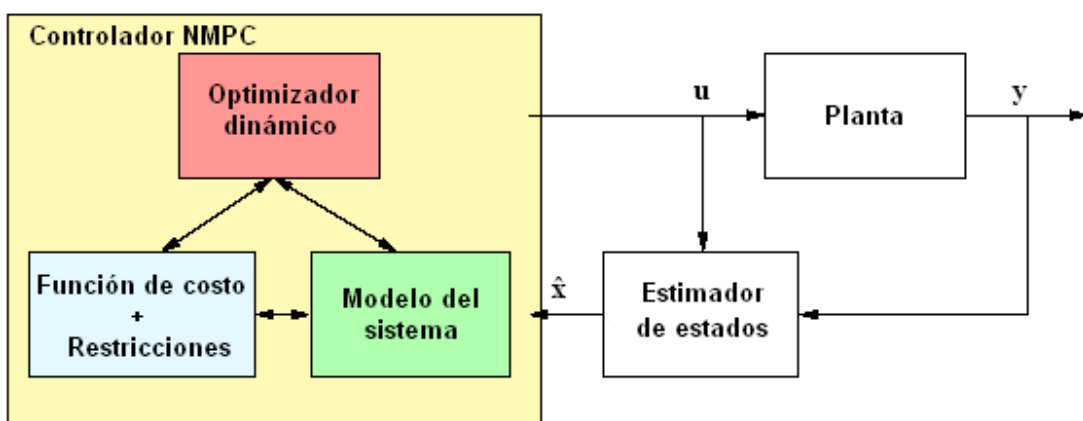 Controlador NMPC
Optimizador
dinámico
u
Planta
y
Función de costo
+
Restricciones
Modelo del
sistema
x̂
Estimador
de estados